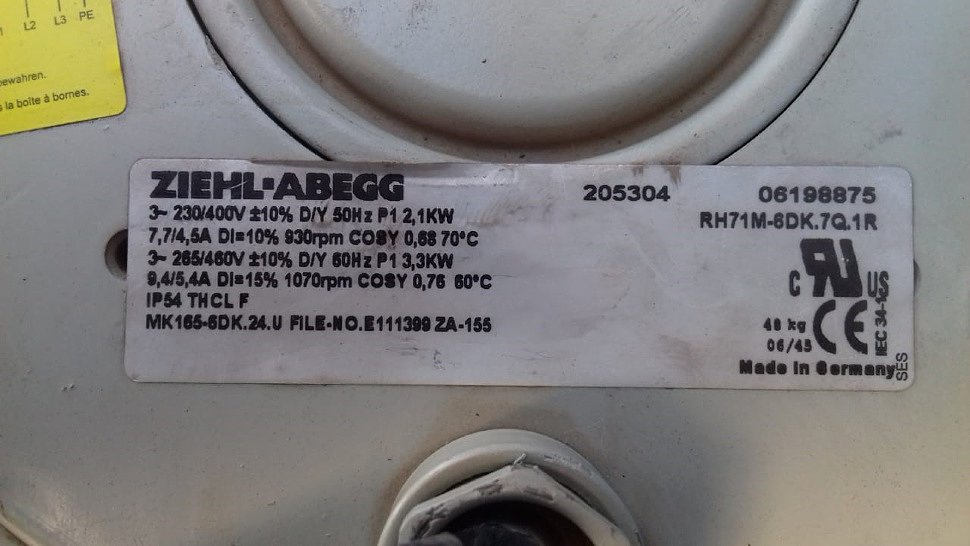 L2 L3 PE
bewahren.
s la boîte à bornes.
ZIEHL-ABEGG
205304
06198875
3~ 230/400V ±10% D/Y 50Hz P1 2,1KW
RH71M-6DK.7Q.1R
7,7/4,5A DI=10% 930rpm COSY 0,68 70°C
3~ 265/460V ±10% D/Y 60Hz P1 3,3KW
9,4/5,4A DI=15% 1070rpm COSY 0,76 60°C
IP54 THCL F
MK165-6DK.24.U FILE-NO.E111399 ZA-155
C RU US
48 kg
CE
06/45
IEC 34-1
Made in Germany
SES